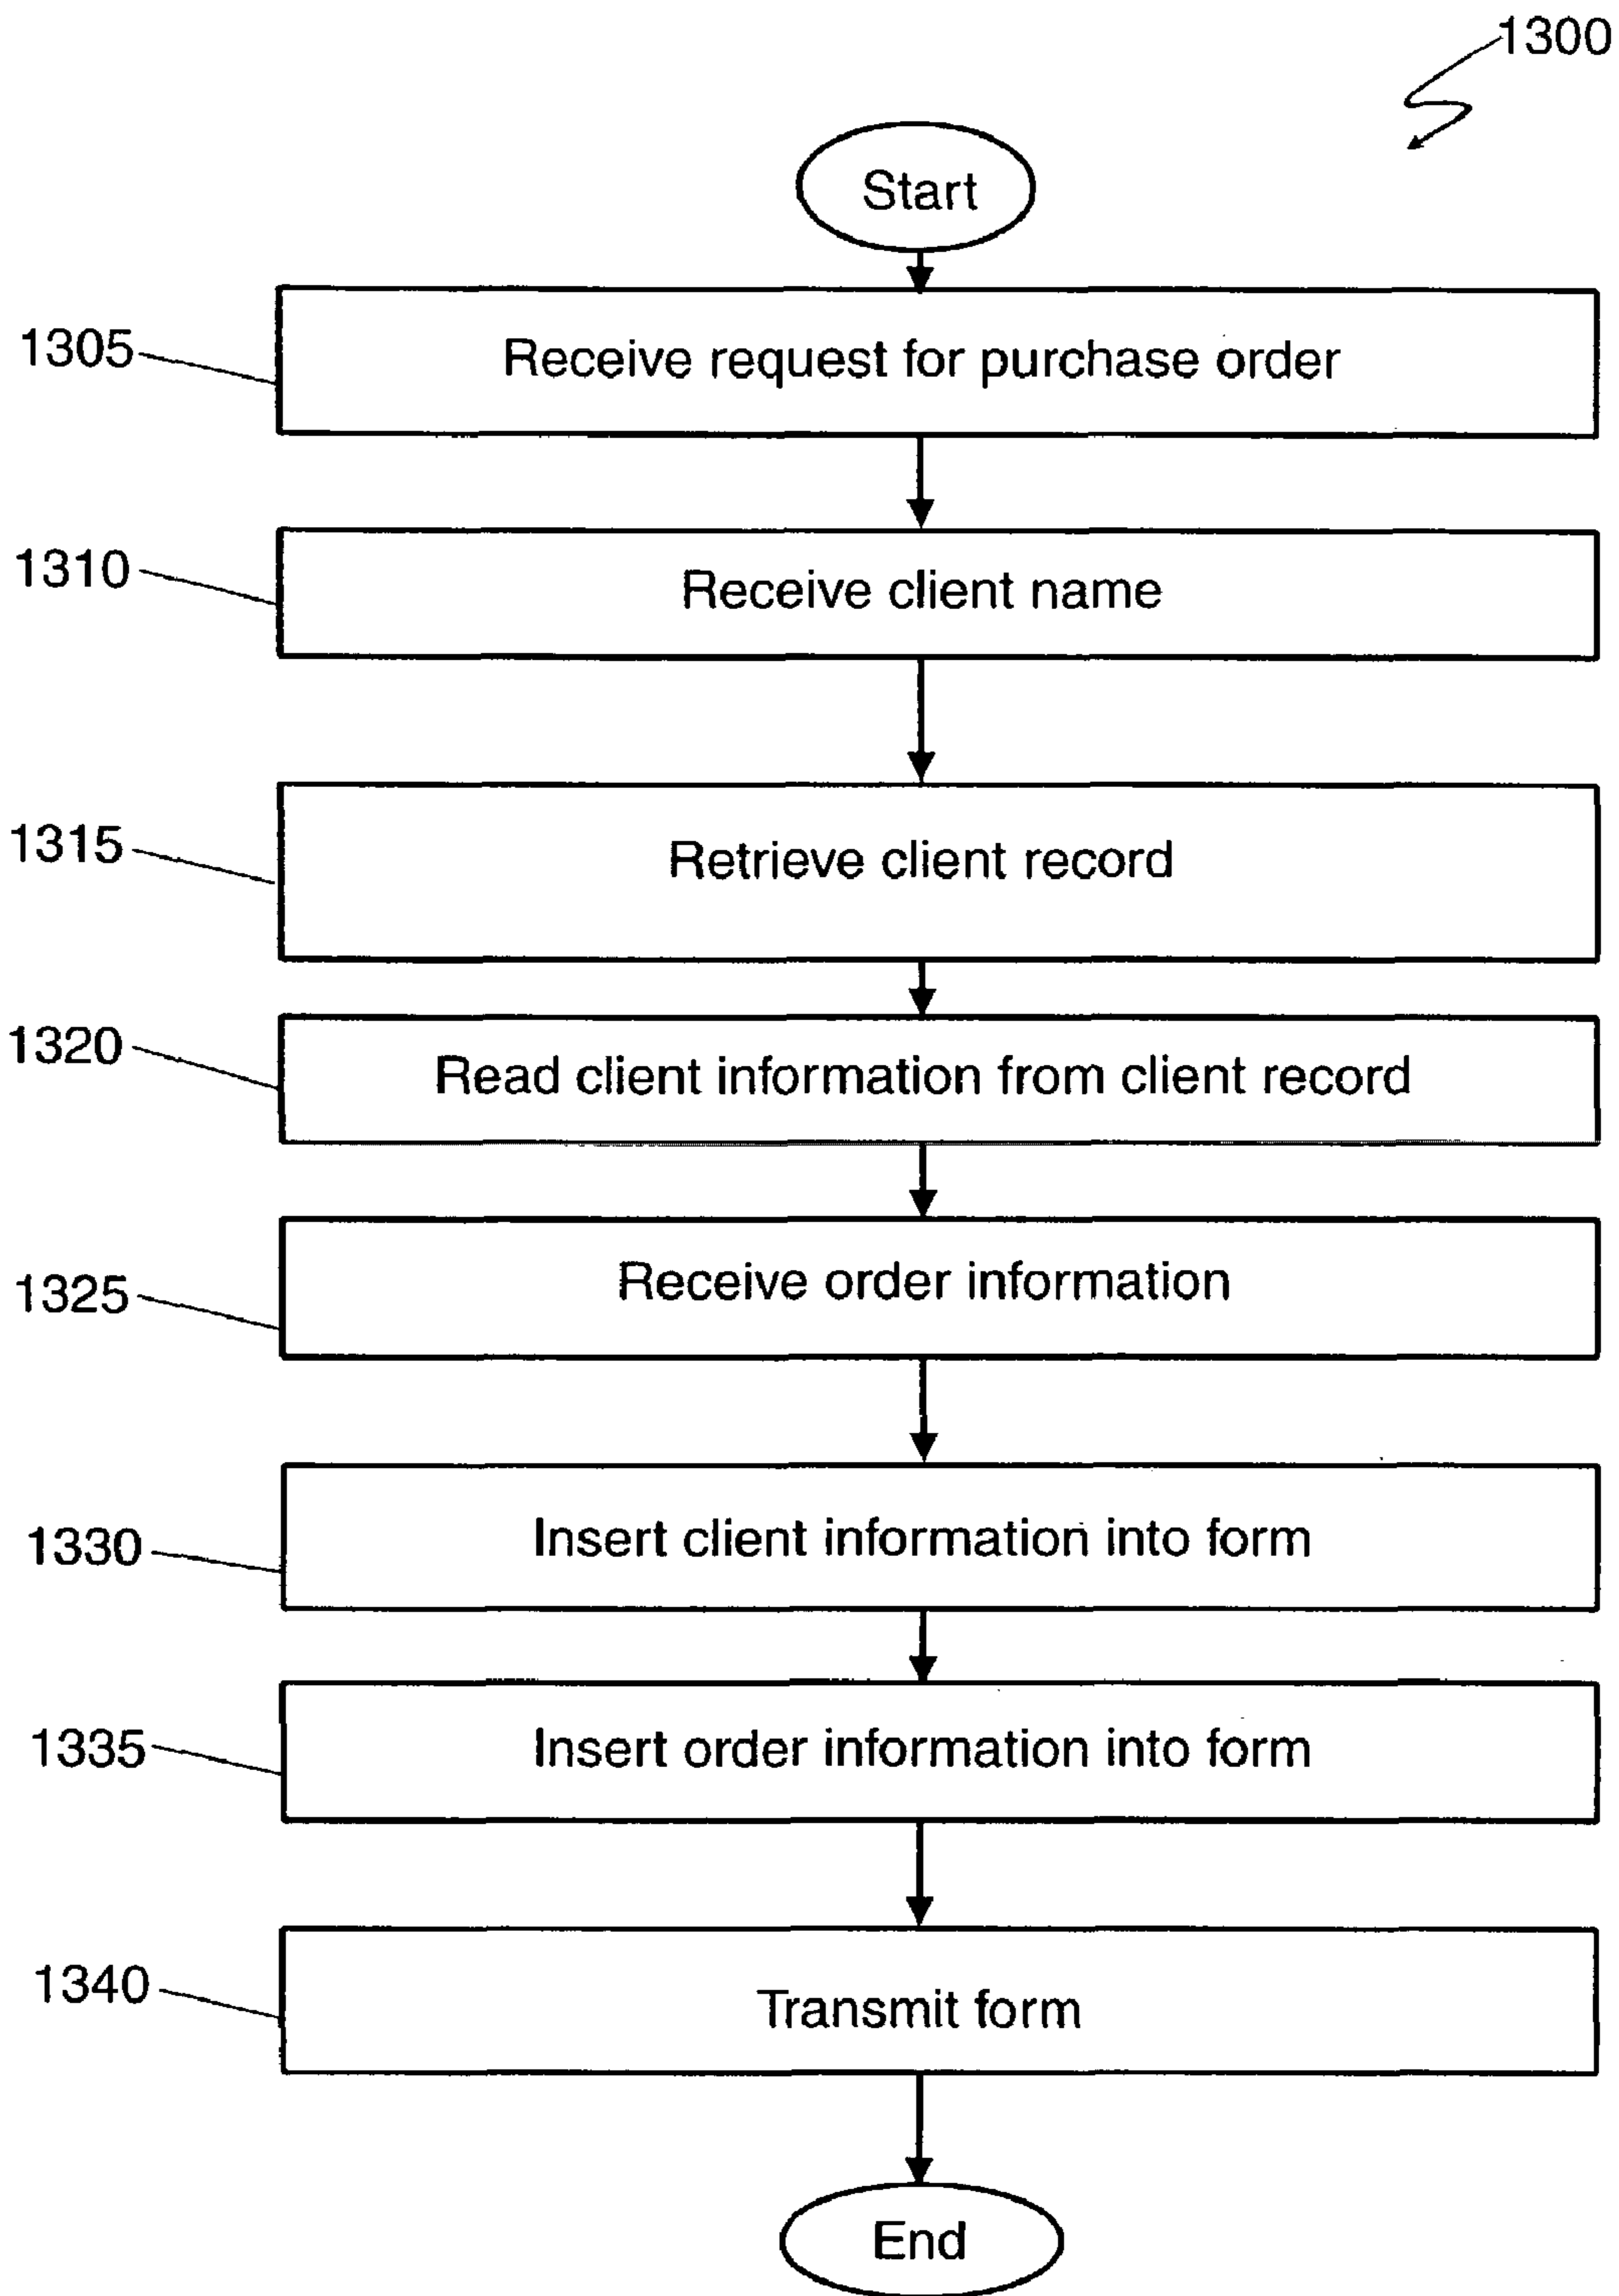 1300
Start
1305
Receive request for purchase order
1310
Receive client name
1315
Retrieve client record
1320
Read client information from client record
1325
Receive order information
1330
Insert client information into form
1335
Insert order information into form
1340
Transmit form
End